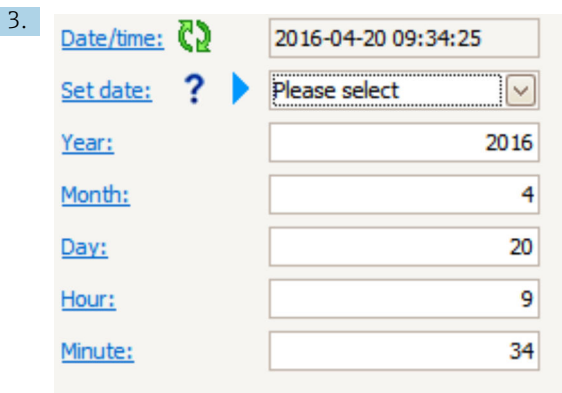 3.
Date/time: 2016-04-20 09:34:25
Set date: ? Please select
Year: 2016
Month: 4
Day: 20
Hour: 9
Minute: 34